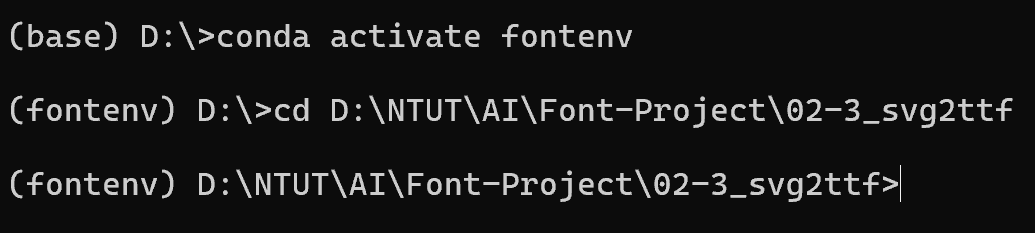 (base) D:\>conda activate fontenv
(fontenv) D:\>cd D:\NTUT\AI\Font-Project\02-3_svg2ttf
(fontenv) D:\NTUT\AI\Font-Project\02-3_svg2ttf>